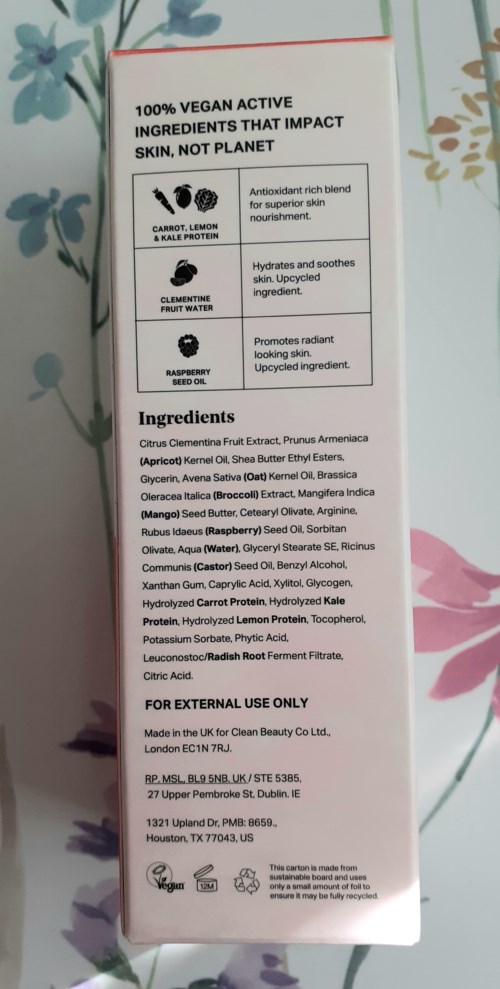 100% VEGAN ACTIVE
INGREDIENTS THAT IMPACT
SKIN, NOT PLANET
CARROT, LEMON
& KALE PROTEIN
Antioxidant rich blend
for superior skin
nourishment.
CLEMENTINE
FRUIT WATER
Hydrates and soothes
skin. Upcycled
ingredient.
RASPBERRY
SEED OIL
Promotes radiant
looking skin.
Upcycled ingredient.
Ingredients
Citrus Clementina Fruit Extract, Prunus Armeniaca
(Apricot) Kernel Oil, Shea Butter Ethyl Esters,
Glycerin, Avena Sativa (Oat) Kernel Oil, Brassica
Oleracea Italica (Broccoli) Extract, Mangifera Indica
(Mango) Seed Butter, Cetearyl Olivate, Arginine,
Rubus Idaeus (Raspberry) Seed Oil, Sorbitan
Olivate, Aqua (Water), Glyceryl Stearate SE, Ricinus
Communis (Castor) Seed Oil, Benzyl Alcohol,
Xanthan Gum, Caprylic Acid, Xylitol, Glycogen,
Hydrolyzed Carrot Protein, Hydrolyzed Kale
Protein, Hydrolyzed Lemon Protein, Tocopherol,
Potassium Sorbate, Phytic Acid,
Leuconostoc/Radish Root Ferment Filtrate,
Citric Acid.
FOR EXTERNAL USE ONLY
Made in the UK for Clean Beauty Co Ltd.,
London EC1N 7RJ.
RP. MSL, BL9 5NB. UK / STE 5385,
27 Upper Pembroke St, Dublin. IE
1321 Upland Dr, PMB: 8659.,
Houston, TX 77043, US
Vegan
12M
This carton is made from
sustainable board and uses
only a small amount of foil to
ensure it may be fully recycled.